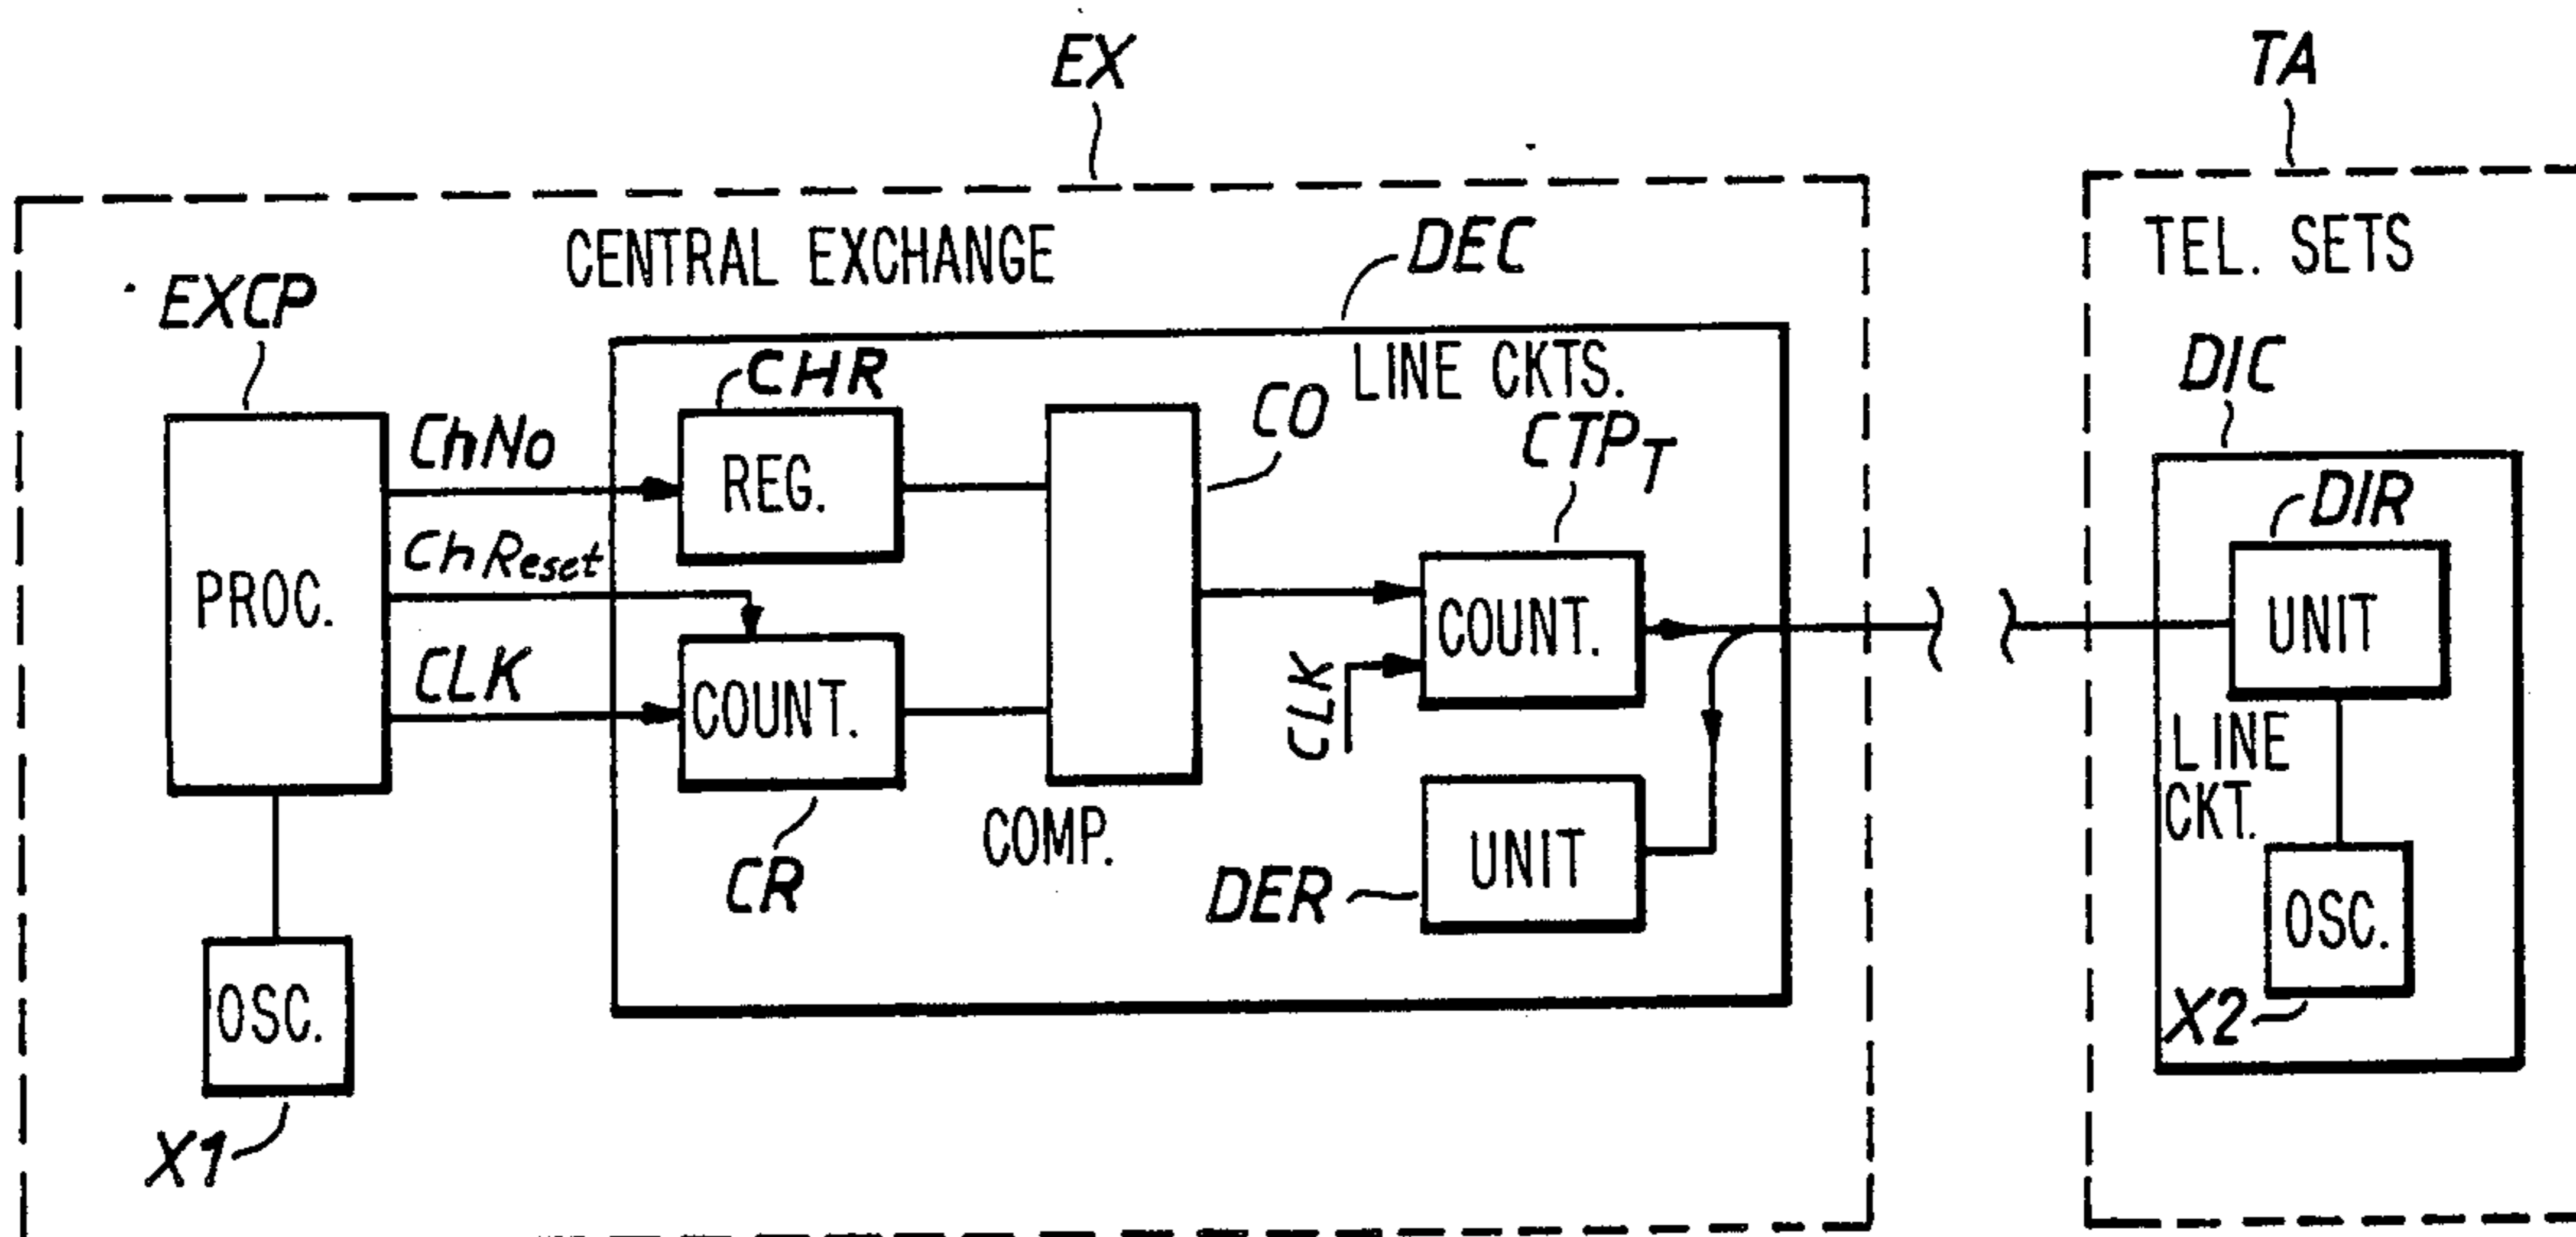 EX
TA
CENTRAL EXCHANGE
DEC
TEL. SETS
EXCP
LINE CKTS.
DIC
CHR
CO
CTPT
ChNo
REG.
DIR
ChReset
PROC.
COUNT.
UNIT
CLK
COUNT.
CLK
LINE
CKT.
COMP.
UNIT
CR
DER
OSC.
OSC.
X2
X1